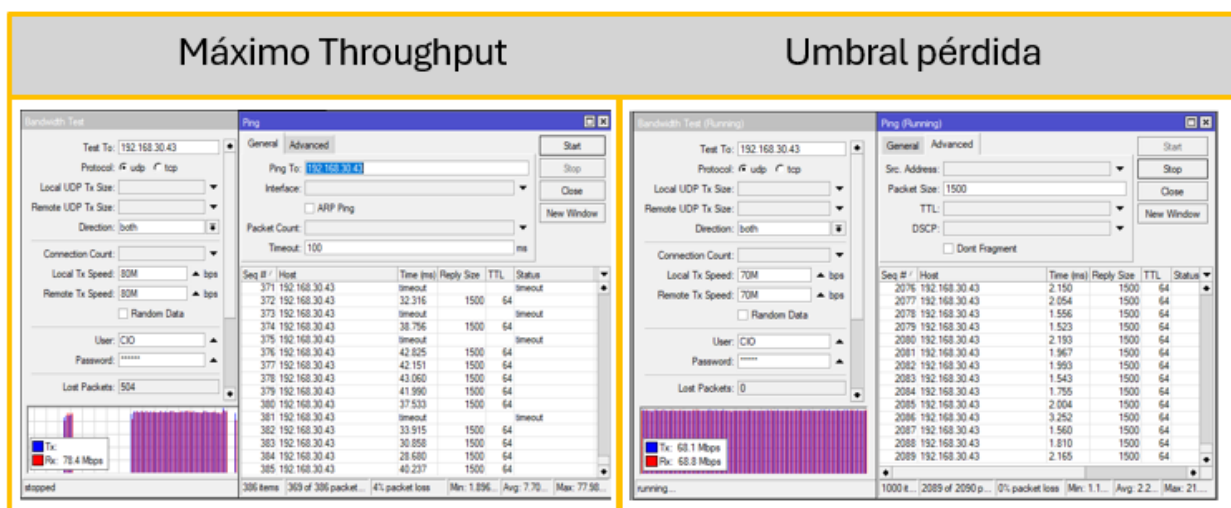 Máximo Throughput
Umbral pérdida
Bandwidth Test
Test To: 192.168.30.43
Protocol: udp tcp
Local UDP Tx Size:
Remote UDP Tx Size:
Direction: both
Connection Count:
Local Tx Speed: 80M bps
Remote Tx Speed: 80M bps
Random Data
User: CIO
Password: ******
Lost Packets: 504
Tx:
Rx: 78.4 Mbps
stopped
Ping
General Advanced
Start
Ping To: 192.168.30.43
Stop
Interface:
Close
ARP Ping
New Window
Packet Count:
Timeout: 100 ms
Seq # Host Time (ms) Reply Size TTL Status
371 192.168.30.43 timeout timeout
372 192.168.30.43 32.316 1500 64
373 192.168.30.43 timeout timeout
374 192.168.30.43 38.756 1500 64
375 192.168.30.43 timeout timeout
376 192.168.30.43 42.825 1500 64
377 192.168.30.43 42.151 1500 64
378 192.168.30.43 43.060 1500 64
379 192.168.30.43 41.990 1500 64
380 192.168.30.43 37.533 1500 64
381 192.168.30.43 timeout timeout
382 192.168.30.43 33.915 1500 64
383 192.168.30.43 30.858 1500 64
384 192.168.30.43 28.680 1500 64
385 192.168.30.43 40.237 1500 64
386 items 369 of 386 packet... 4% packet loss Min: 1.896... Avg: 7.70... Max: 77.98...
Bandwidth Test (Running)
Test To: 192.168.30.43
Protocol: udp tcp
Local UDP Tx Size:
Remote UDP Tx Size:
Direction: both
Connection Count:
Local Tx Speed: 70M bps
Remote Tx Speed: 70M bps
Random Data
User: CIO
Password: *****
Lost Packets: 0
Tx: 68.1 Mbps
Rx: 68.8 Mbps
running...
Ping (Running)
General Advanced
Start
Src. Address:
Stop
Packet Size: 1500
Close
TTL:
New Window
DSCP:
Dont Fragment
Seq # Host Time (ms) Reply Size TTL Status
2076 192.168.30.43 2.150 1500 64
2077 192.168.30.43 2.054 1500 64
2078 192.168.30.43 1.556 1500 64
2079 192.168.30.43 1.523 1500 64
2080 192.168.30.43 2.193 1500 64
2081 192.168.30.43 1.967 1500 64
2082 192.168.30.43 1.993 1500 64
2083 192.168.30.43 1.543 1500 64
2084 192.168.30.43 1.755 1500 64
2085 192.168.30.43 2.004 1500 64
2086 192.168.30.43 3.252 1500 64
2087 192.168.30.43 1.560 1500 64
2088 192.168.30.43 1.810 1500 64
2089 192.168.30.43 2.165 1500 64
1000 it... 2089 of 2090 p... 0% packet loss Min: 1.1... Avg: 2.2... Max: 21....